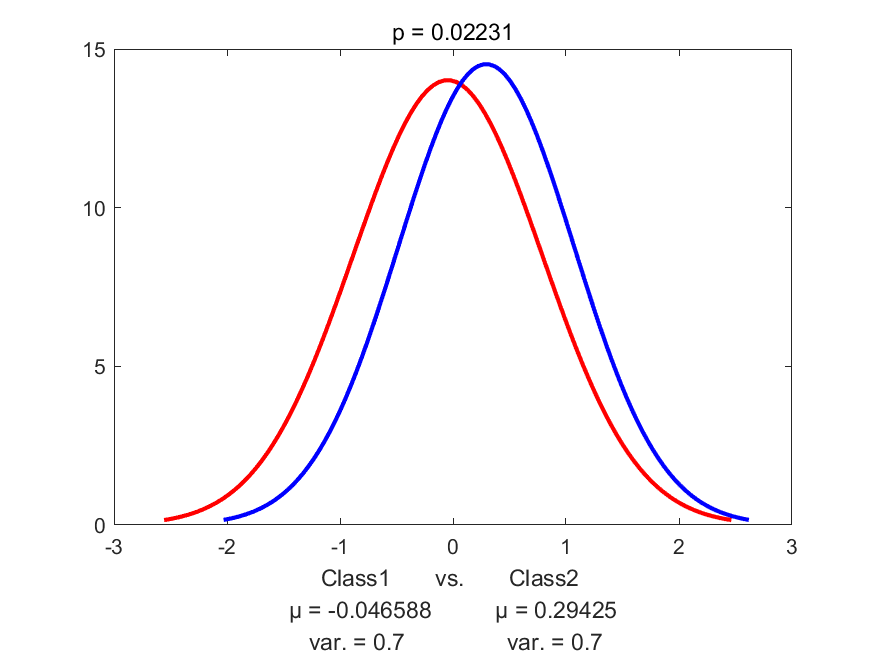 p = 0.02231
15
10
5
0
-3 -2 -1 0 1 2 3
Class1 vs. Class2
μ = -0.046588 μ = 0.29425
var. = 0.7 var. = 0.7